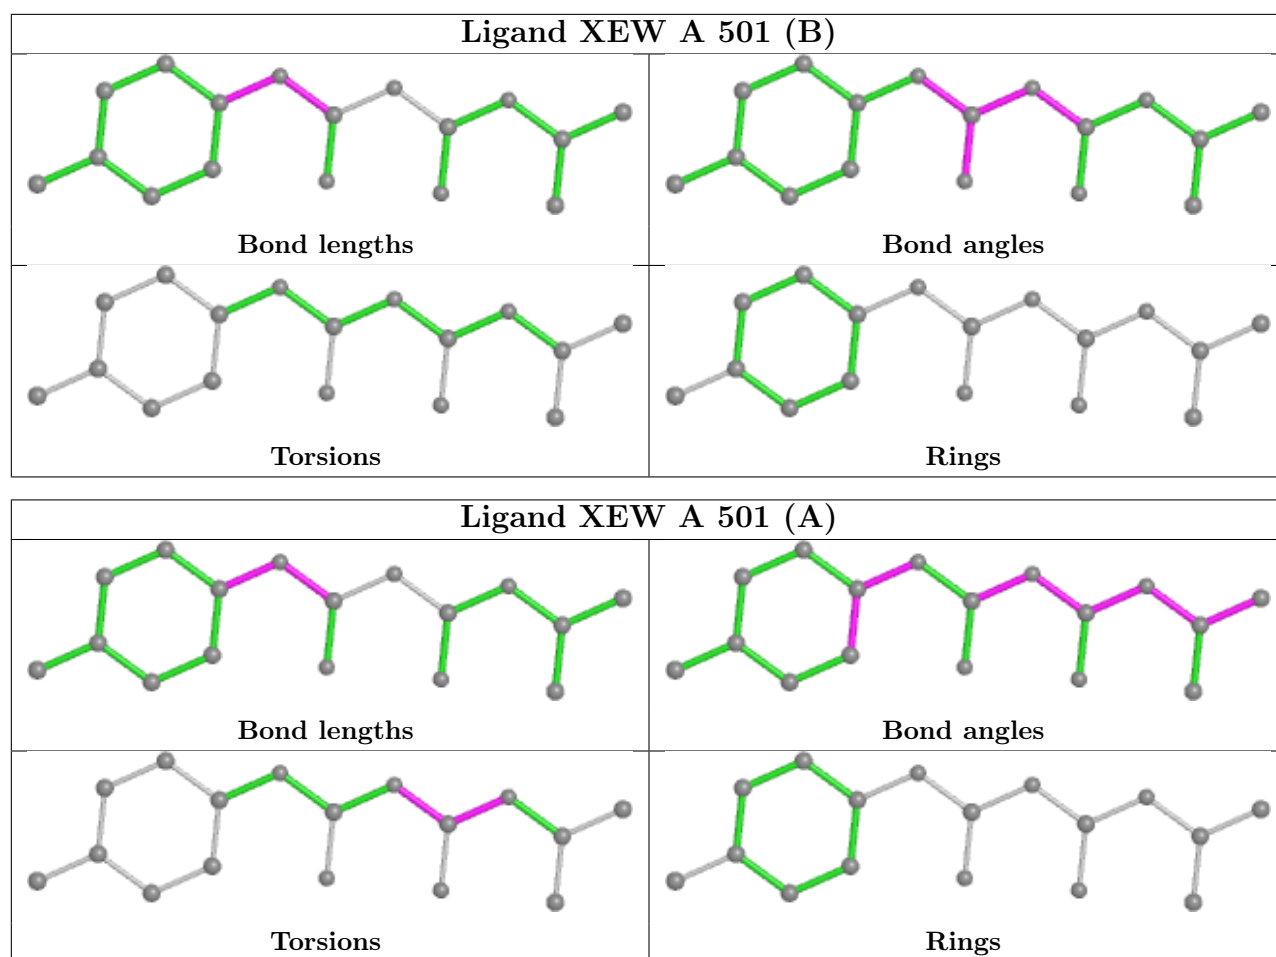 Ligand XEW A 501 (B)
Bond lengths
Bond angles
Torsions
Rings
Ligand XEW A 501 (A)
Bond lengths
Bond angles
Torsions
Rings